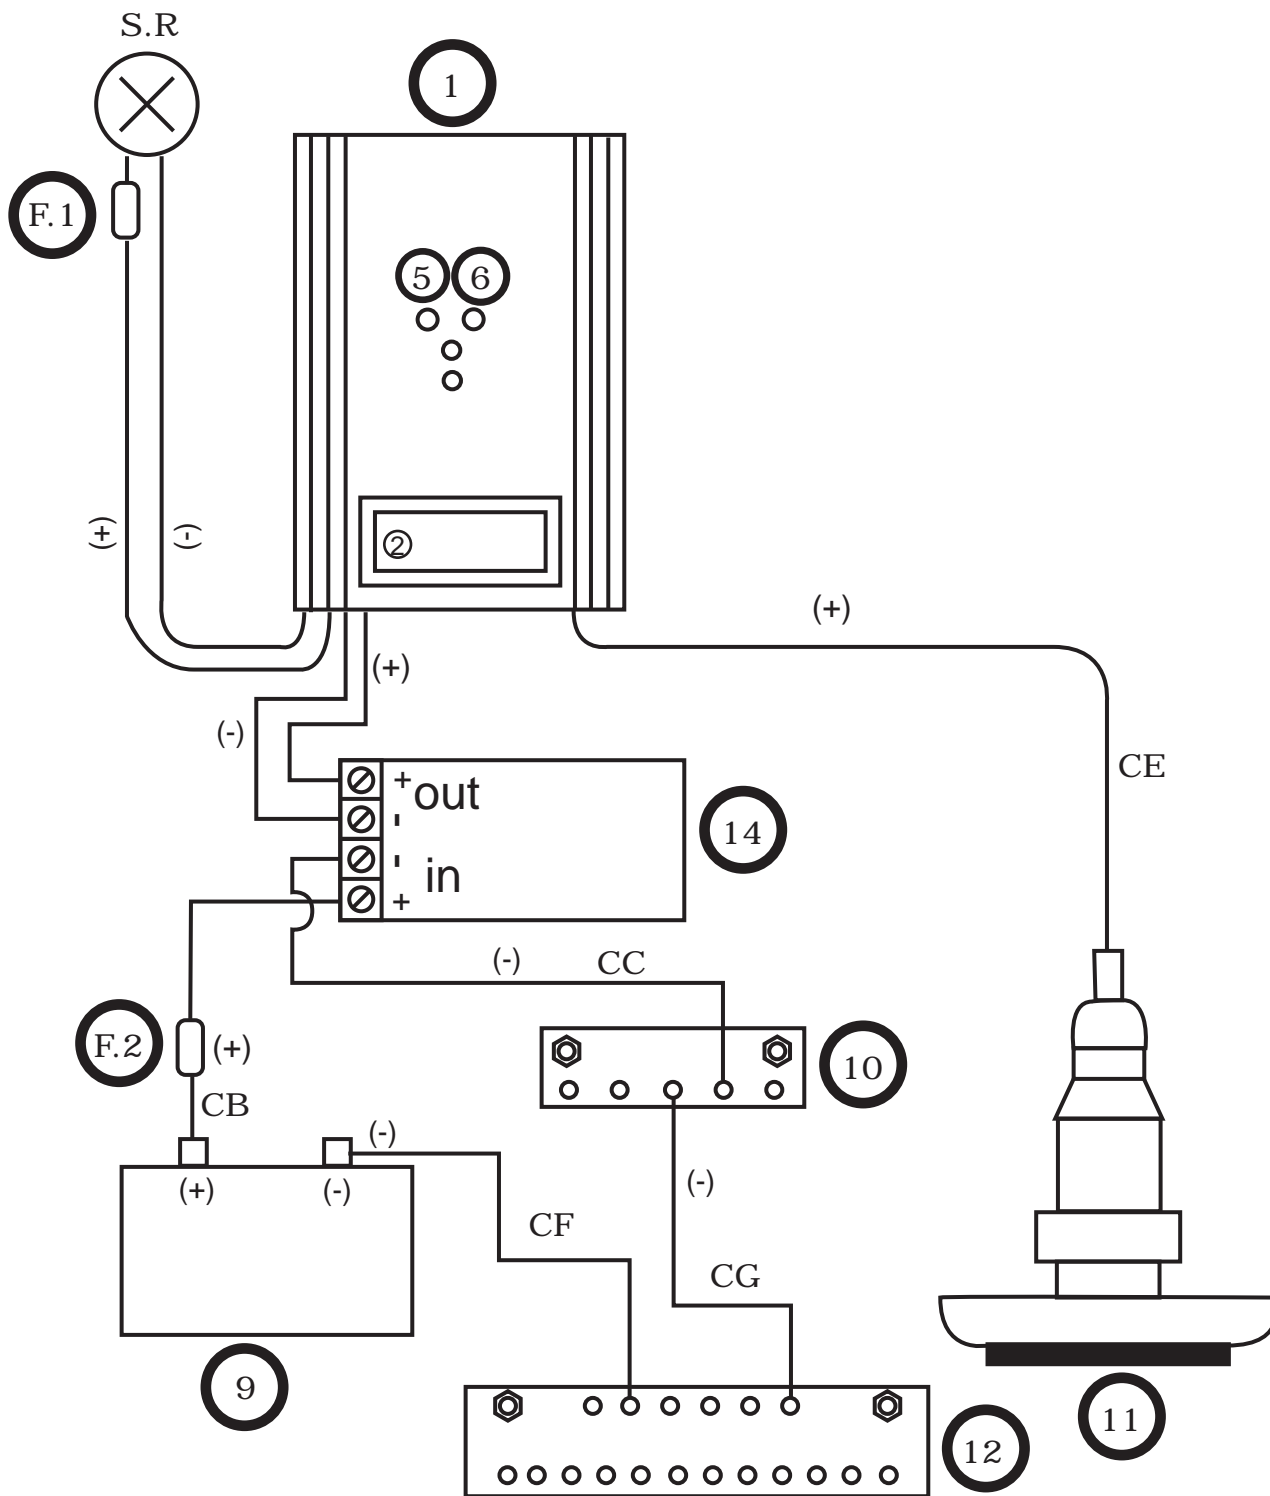 S.R
1
F.1
5 6
2
(+) (-)
(+)
(+)
(-)
CE
+ out
-
14
- in
+
(-) CC
F.2 (+)
10
CB
(-)
(+) (-)
(-)
CF
CG
9
11
12